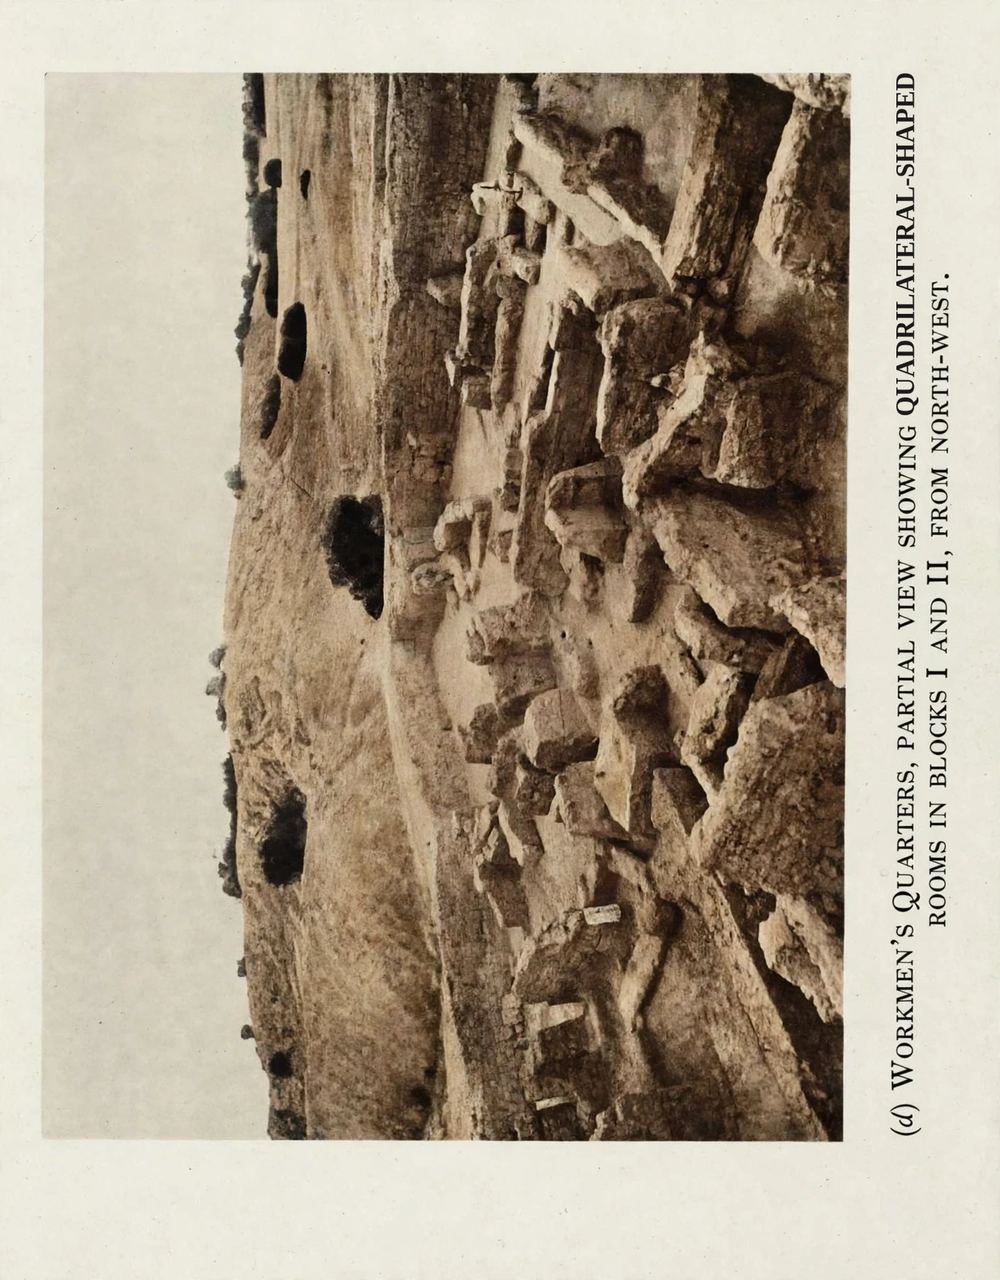 (d) WORKMEN'S QUARTERS, PARTIAL VIEW SHOWING QUADRILATERAL-SHAPED
ROOMS IN BLOCKS I AND II, FROM NORTH-WEST.